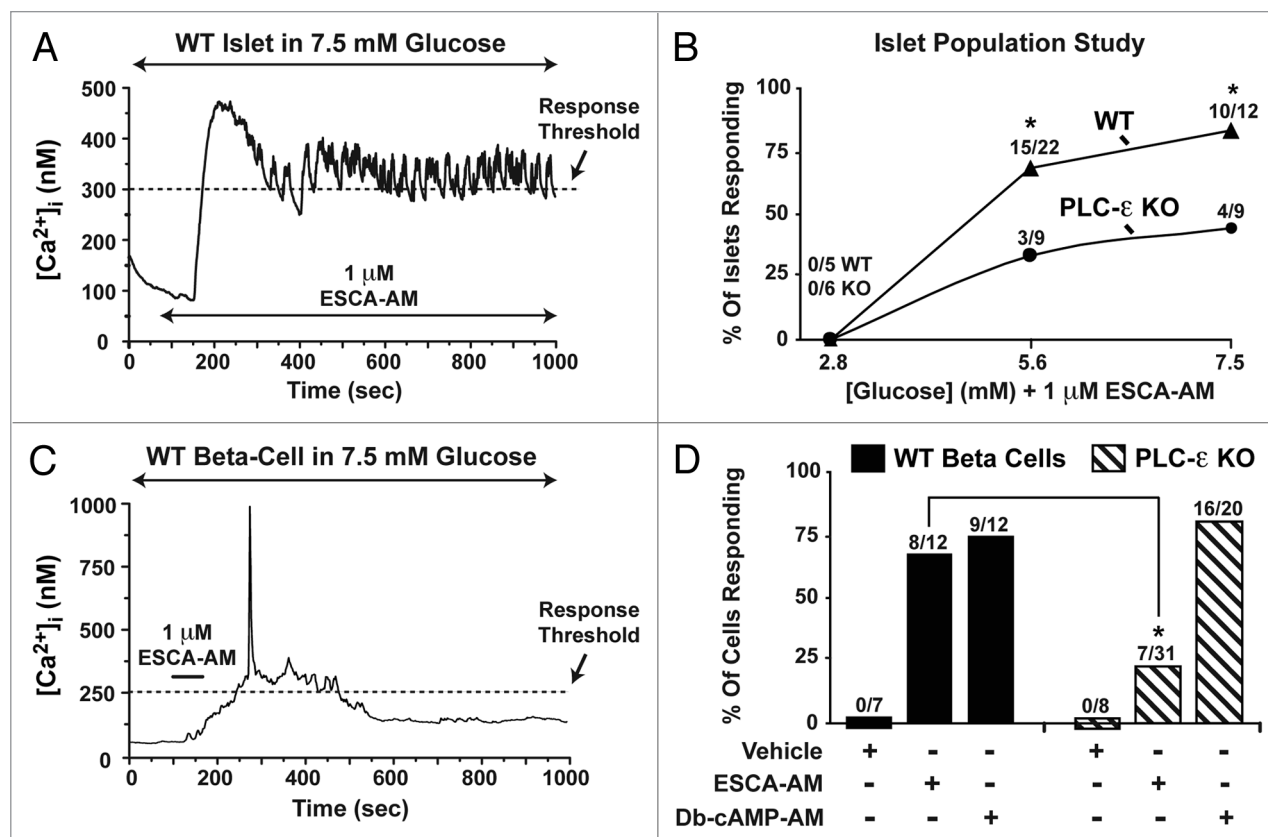 A
WT Islet in 7.5 mM Glucose
500
400
300
200
100
0
[Ca²⁺]ᵢ (nM)
Response
Threshold
1 µM
ESCA-AM
0 200 400 600 800 1000
Time (sec)
B
Islet Population Study
100
75
50
25
0
% Of Islets Responding
*
15/22
WT
*
10/12
PLC-ε KO
3/9
4/9
0/5 WT
0/6 KO
2.8 5.6 7.5
[Glucose] (mM) + 1 µM ESCA-AM
C
WT Beta-Cell in 7.5 mM Glucose
1000
750
500
250
0
[Ca²⁺]ᵢ (nM)
1 µM
ESCA-AM
Response
Threshold
0 200 400 600 800 1000
Time (sec)
D
WT Beta Cells PLC-ε KO
100
75
50
25
0
% Of Cells Responding
0/7 8/12 9/12 0/8 * 7/31 16/20
Vehicle + - - + - -
ESCA-AM - + - - + -
Db-cAMP-AM - - + - - +